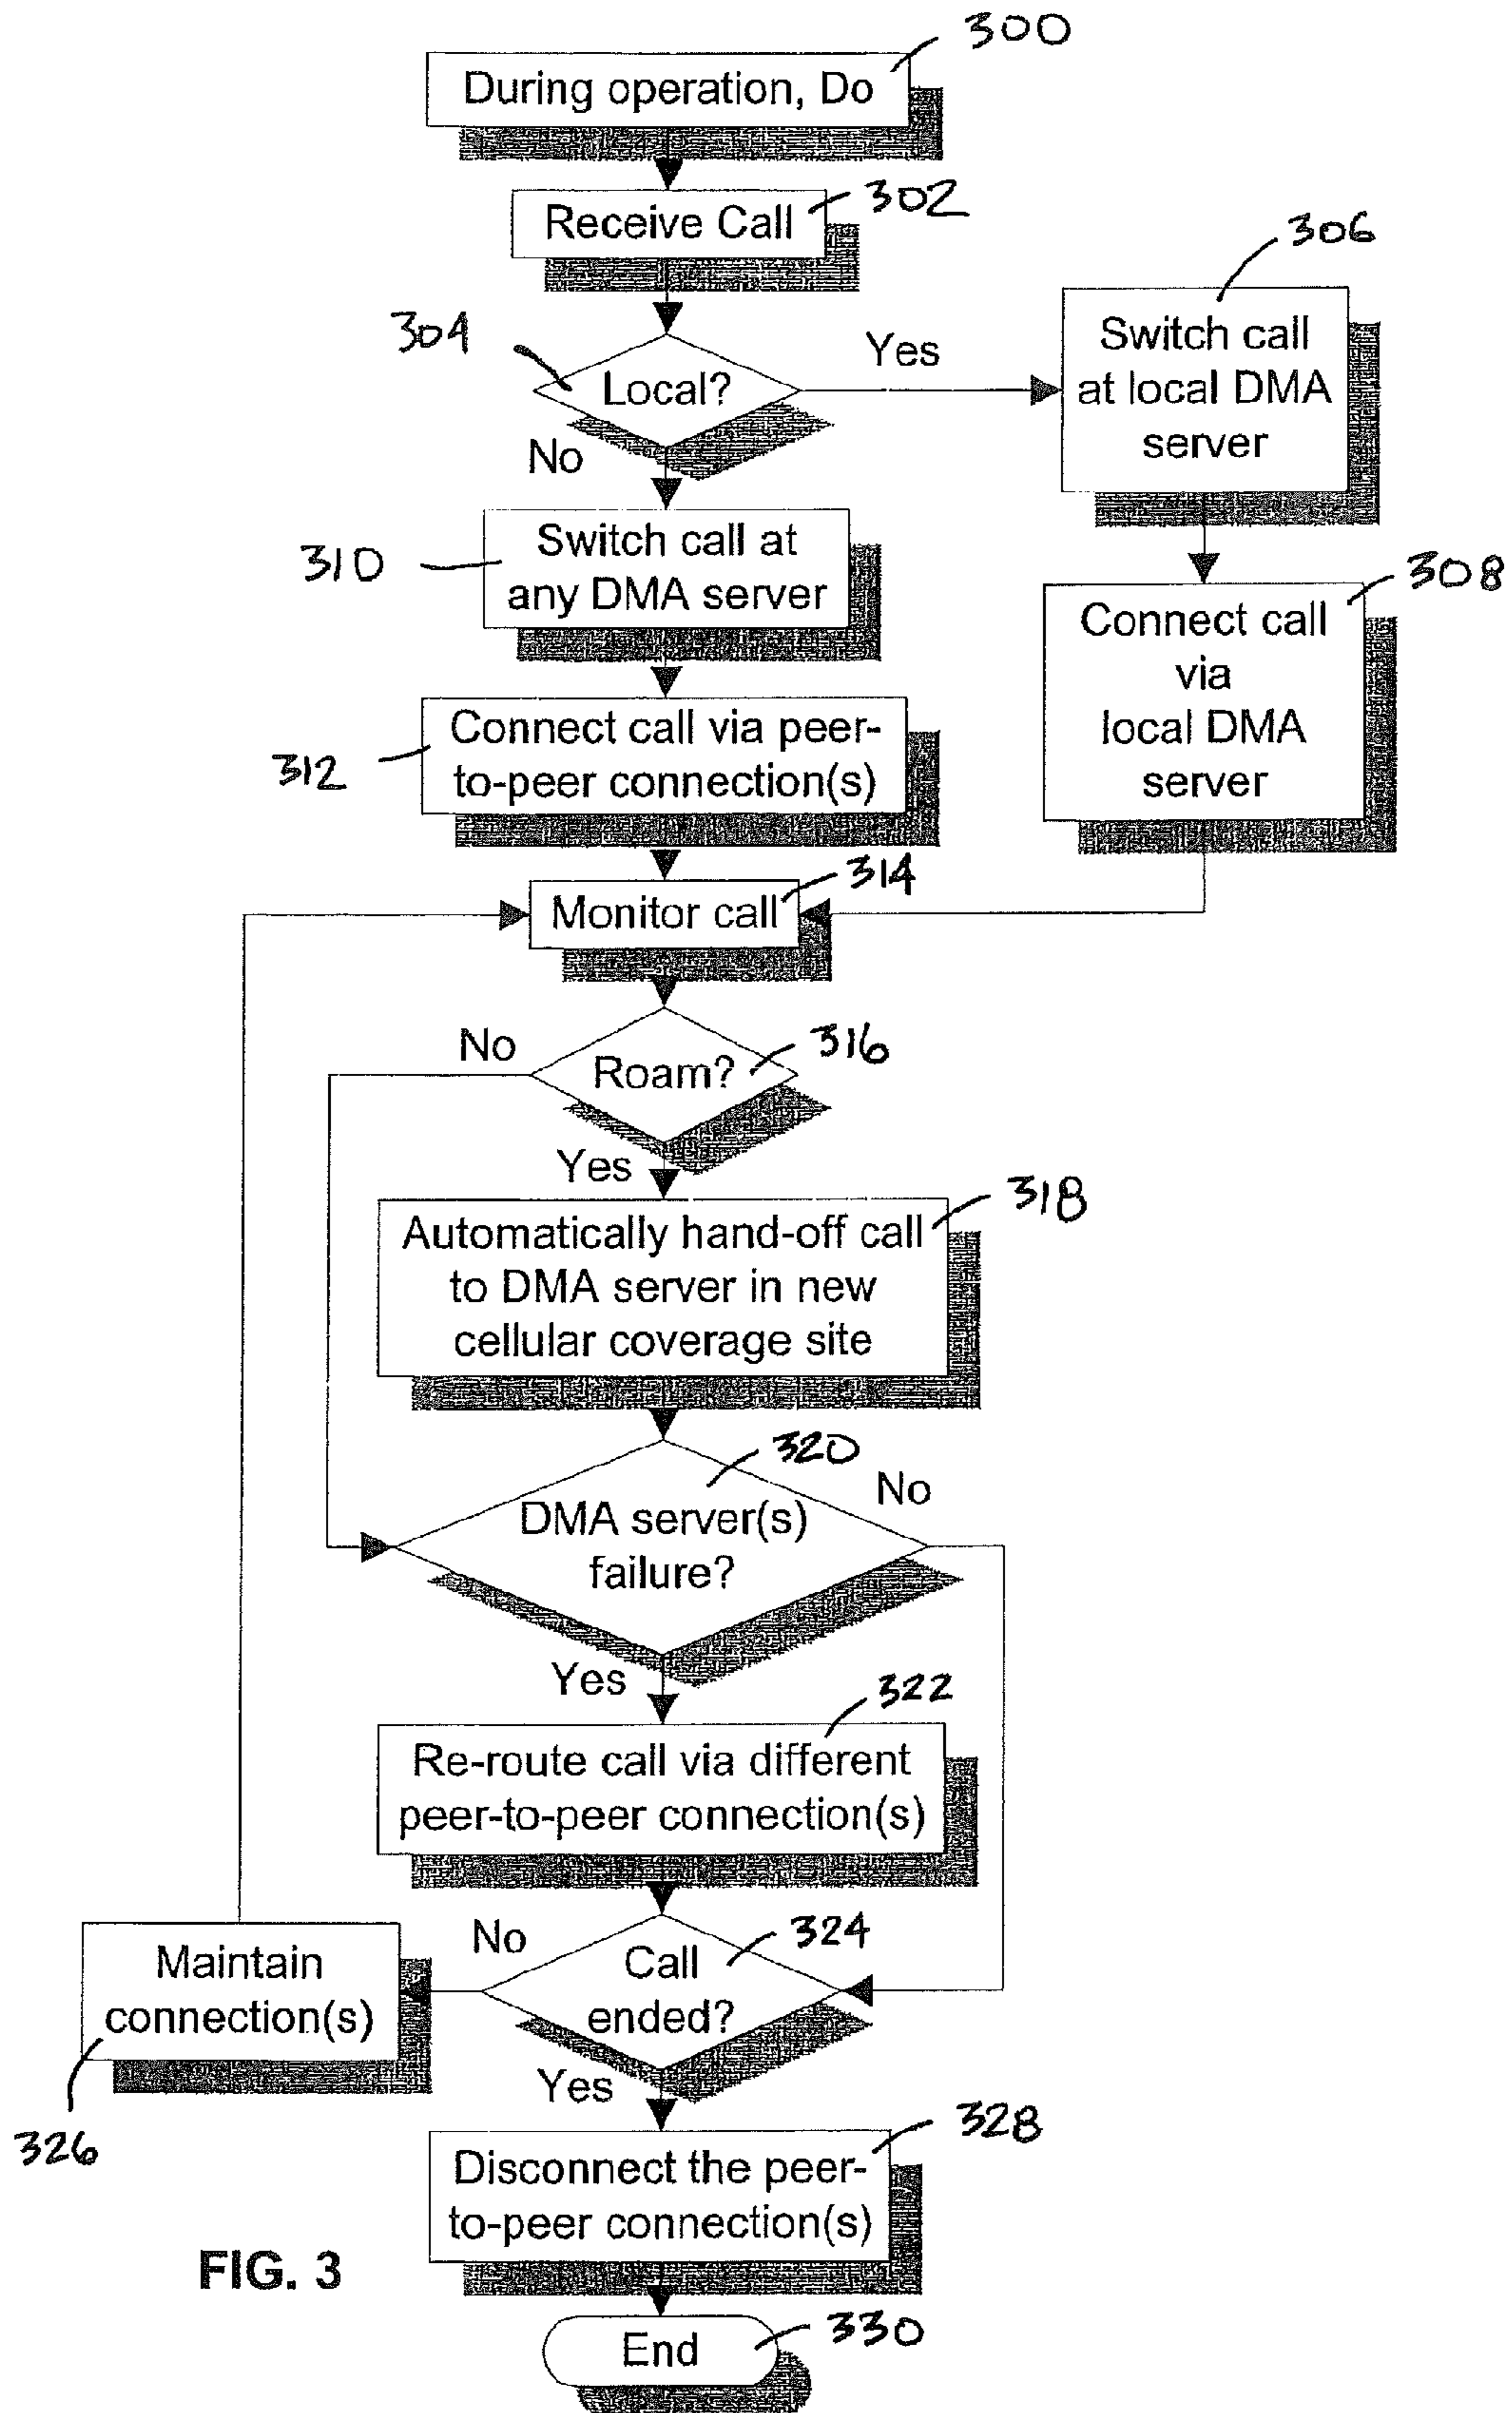 300
During operation, Do
Receive Call
302
306
304
Local?
Yes
Switch call
at local DMA
server
No
310
Switch call at
any DMA server
308
Connect call
via
local DMA
server
312
Connect call via peer-
to-peer connection(s)
314
Monitor call
No
Roam?
316
Yes
318
Automatically hand-off call
to DMA server in new
cellular coverage site
320
No
DMA server(s)
failure?
Yes
322
Re-route call via different
peer-to-peer connection(s)
No
324
Call
ended?
Maintain
connection(s)
326
Yes
328
Disconnect the peer-
to-peer connection(s)
FIG. 3
End
330